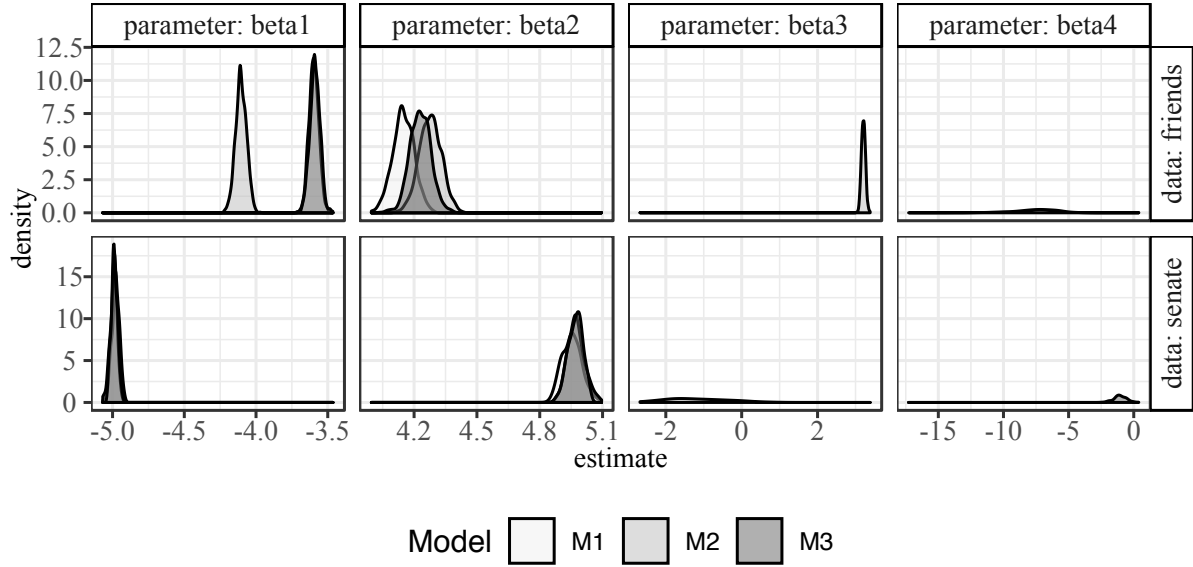 parameter: beta1 parameter: beta2 parameter: beta3 parameter: beta4
12.5
10.0
7.5
5.0
2.5
0.0
data: friends
density
15
10
5
0
data: senate
-5.0 -4.5 -4.0 -3.5 4.2 4.5 4.8 5.1 -2 0 2 -15 -10 -5 0
estimate
Model M1 M2 M3